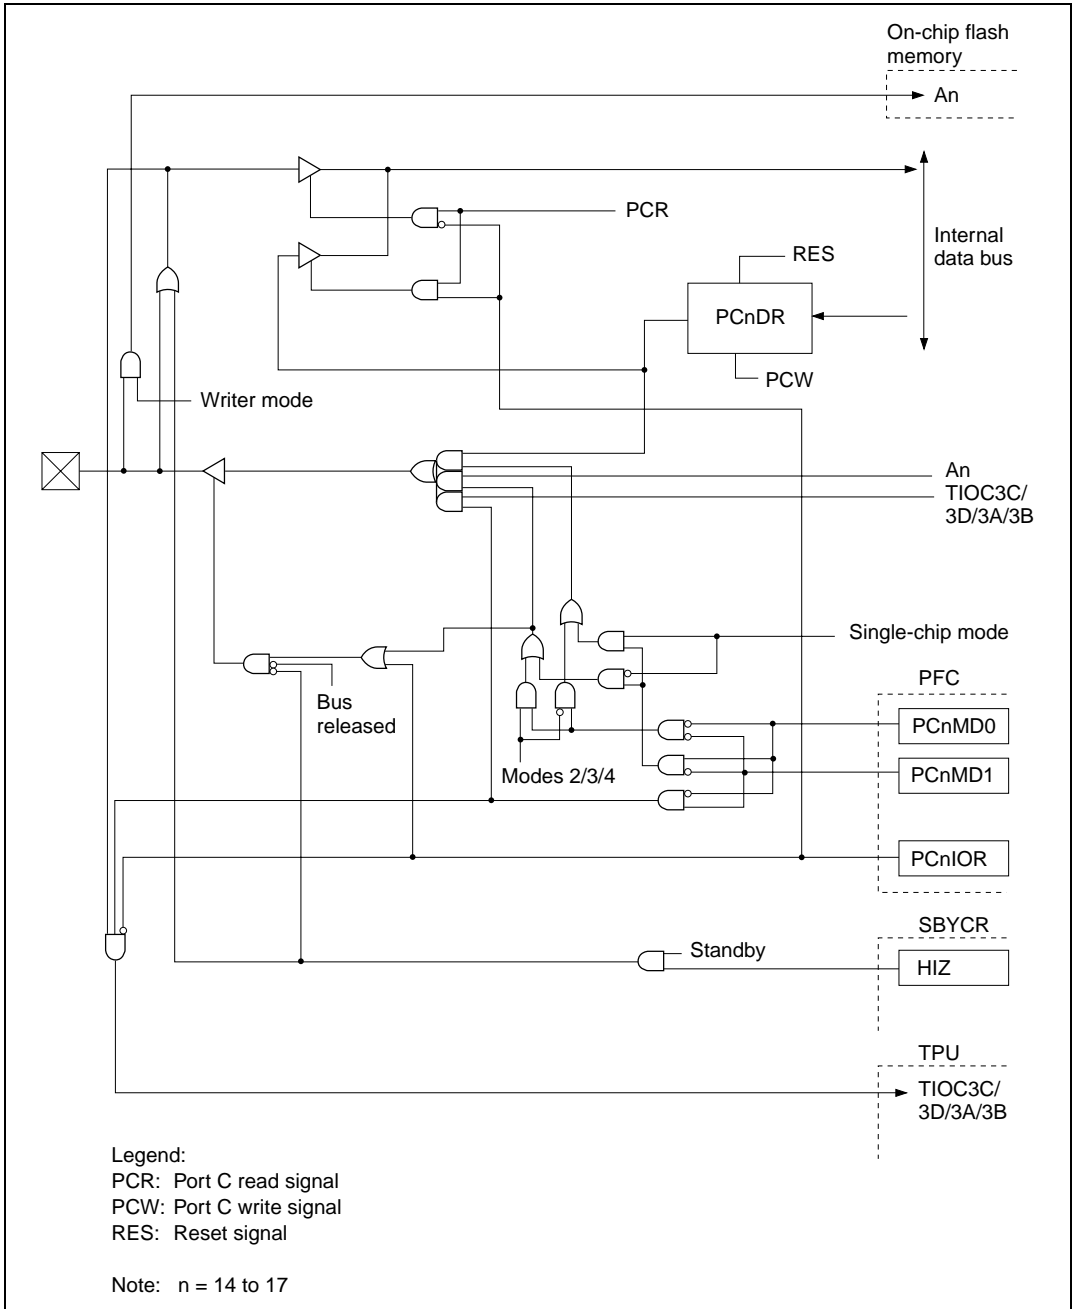 On-chip flash
memory
An
PCR
Internal
data bus
RES
PCnDR
PCW
Writer mode
An
TIOC3C/
3D/3A/3B
Single-chip mode
PFC
Bus
released
PCnMD0
Modes 2/3/4
PCnMD1
PCnIOR
SBYCR
Standby
HIZ
TPU
TIOC3C/
3D/3A/3B
Legend:
PCR: Port C read signal
PCW: Port C write signal
RES: Reset signal
Note: n = 14 to 17